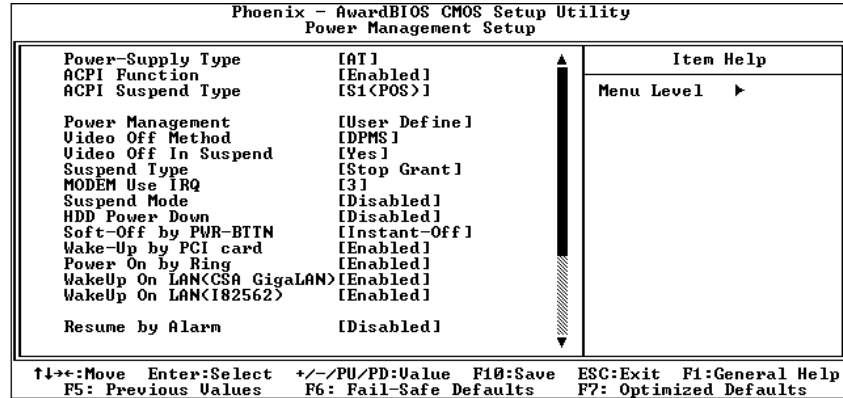 Phoenix - AwardBIOS CMOS Setup Utility
Power Management Setup
Power-Supply Type [AT]
ACPI Function [Enabled]
ACPI Suspend Type [S1(POS)]
Power Management [User Define]
Video Off Method [DPMS]
Video Off In Suspend [Yes]
Suspend Type [Stop Grant]
MODEM Use IRQ [3]
Suspend Mode [Disabled]
HDD Power Down [Disabled]
Soft-Off by PWR-BTTN [Instant-Off]
Wake-Up by PCI card [Enabled]
Power On by Ring [Enabled]
WakeUp On LAN(CSA GigaLAN)[Enabled]
WakeUp On LAN(I82562) [Enabled]
Resume by Alarm [Disabled]
Item Help
Menu Level ▶
↑↓→←:Move Enter:Select +/-/PU/PD:Value F10:Save ESC:Exit F1:General Help
F5: Previous Values F6: Fail-Safe Defaults F7: Optimized Defaults